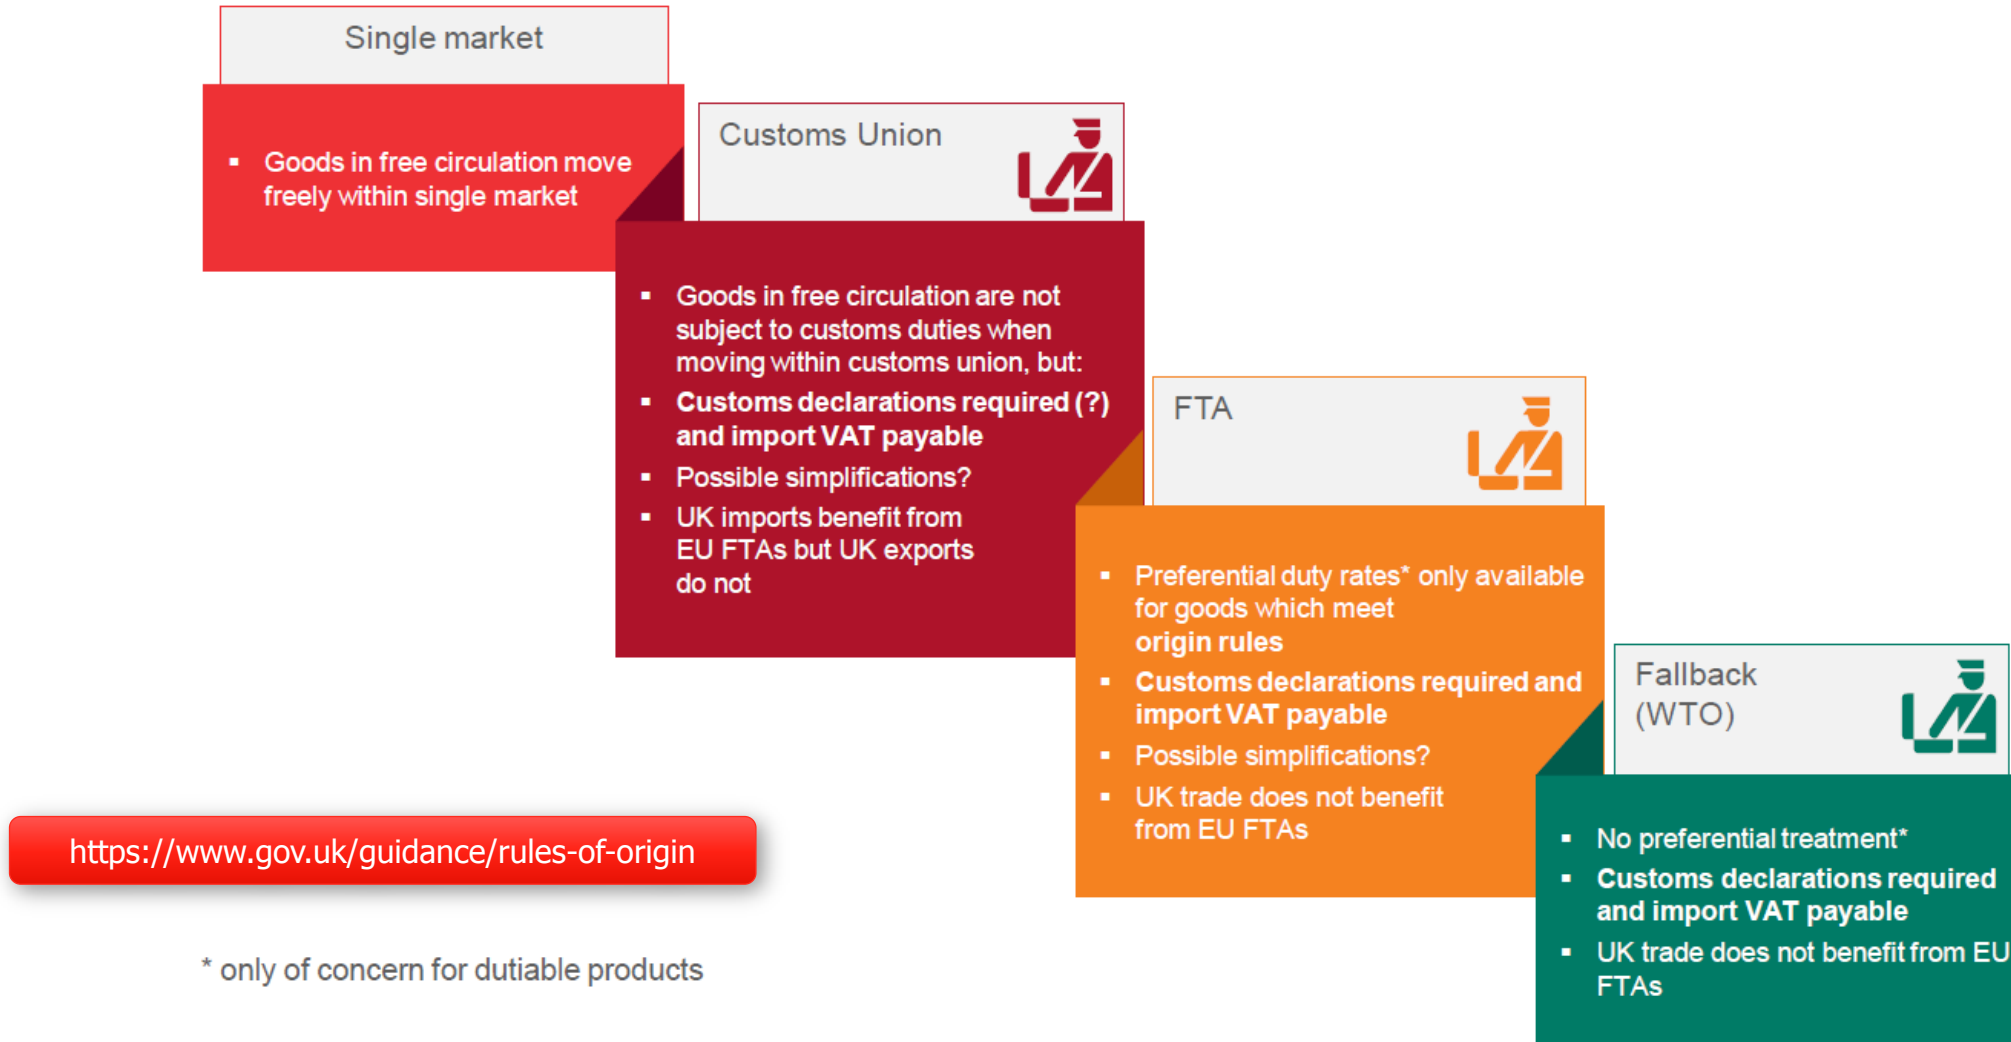 Single market
▪ Goods in free circulation move
freely within single market
Customs Union
▪ Goods in free circulation are not
subject to customs duties when
moving within customs union, but:
▪ Customs declarations required (?)
and import VAT payable
▪ Possible simplifications?
▪ UK imports benefit from
EU FTAs but UK exports
do not
FTA
▪ Preferential duty rates* only available
for goods which meet
origin rules
▪ Customs declarations required and
import VAT payable
▪ Possible simplifications?
▪ UK trade does not benefit
from EU FTAs
Fallback
(WTO)
▪ No preferential treatment*
▪ Customs declarations required
and import VAT payable
▪ UK trade does not benefit from EU
FTAs
https://www.gov.uk/guidance/rules-of-origin
* only of concern for dutiable products